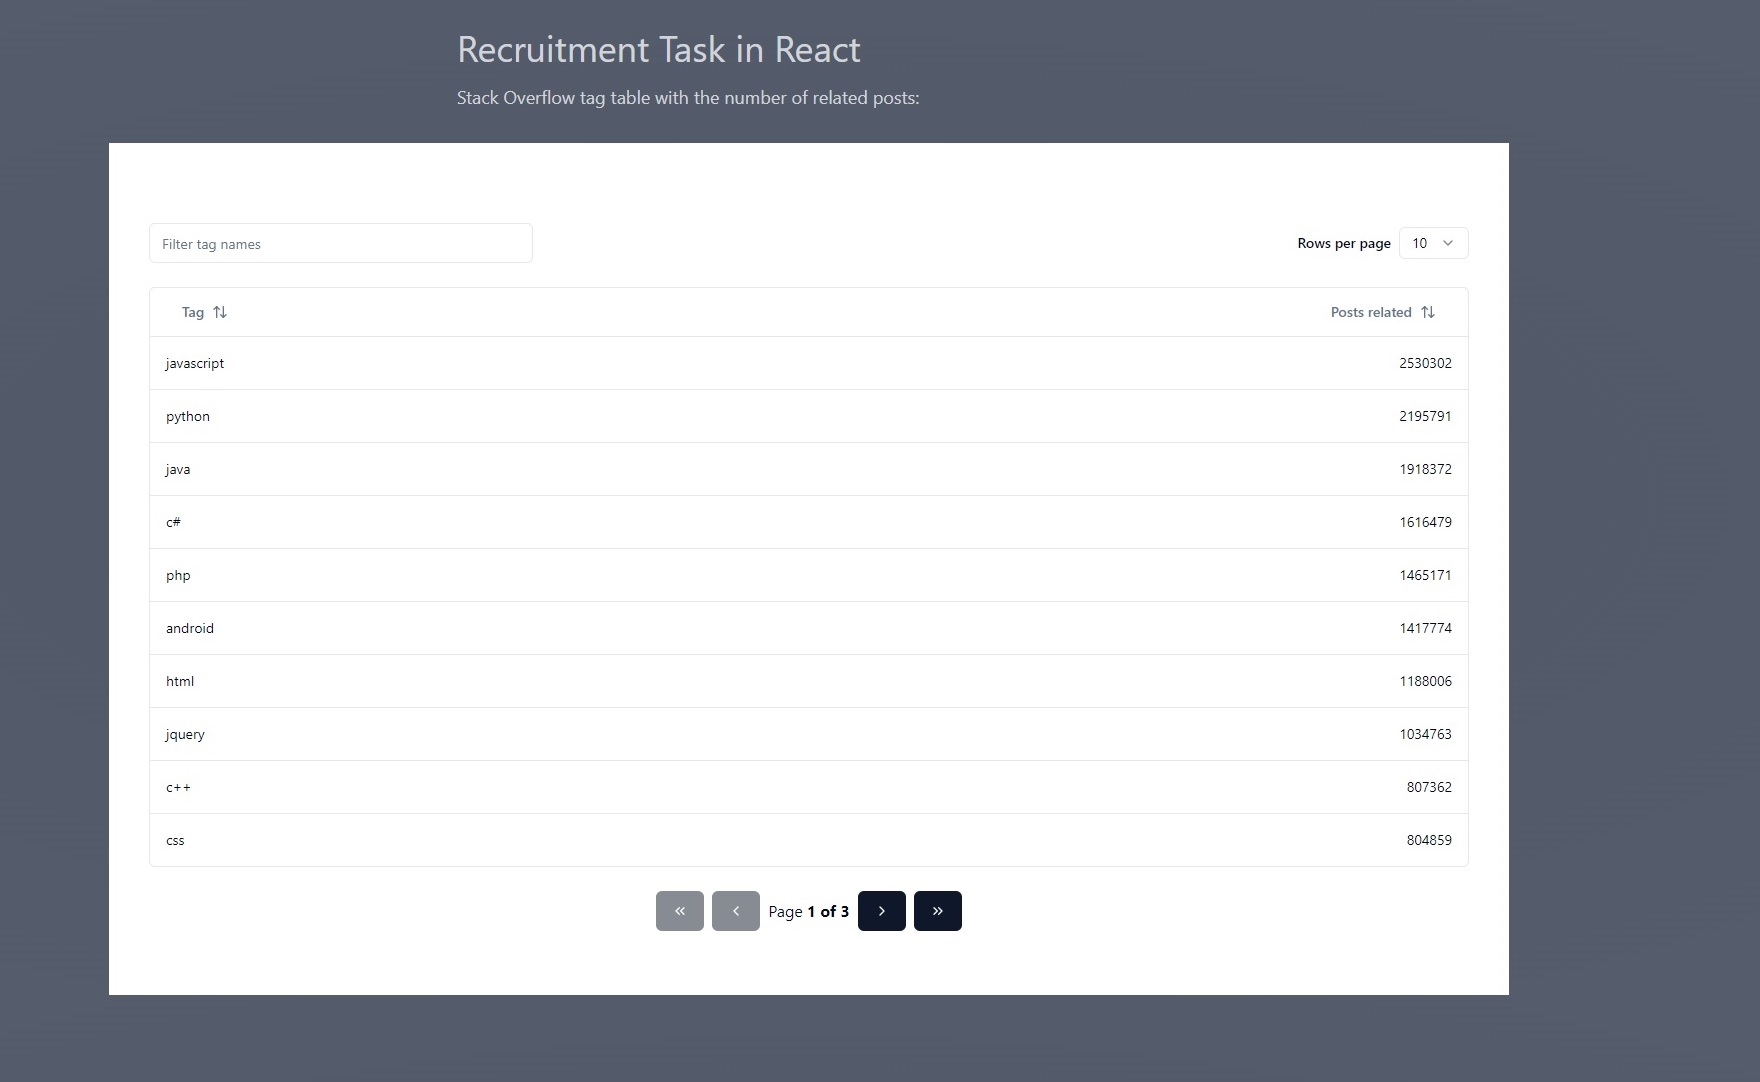 Recruitment Task in React
Stack Overflow tag table with the number of related posts:
Filter tag names
Rows per page 10
Tag Posts related
javascript 2530302
python 2195791
java 1918372
c# 1616479
php 1465171
android 1417774
html 1188006
jquery 1034763
c++ 807362
css 804859
« ‹ Page 1 of 3 › »